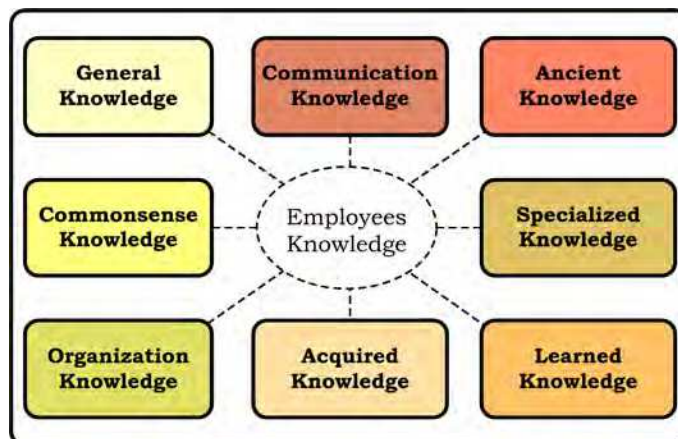 General
Knowledge
Communication
Knowledge
Ancient
Knowledge
Commonsense
Knowledge
Employees
Knowledge
Specialized
Knowledge
Organization
Knowledge
Acquired
Knowledge
Learned
Knowledge